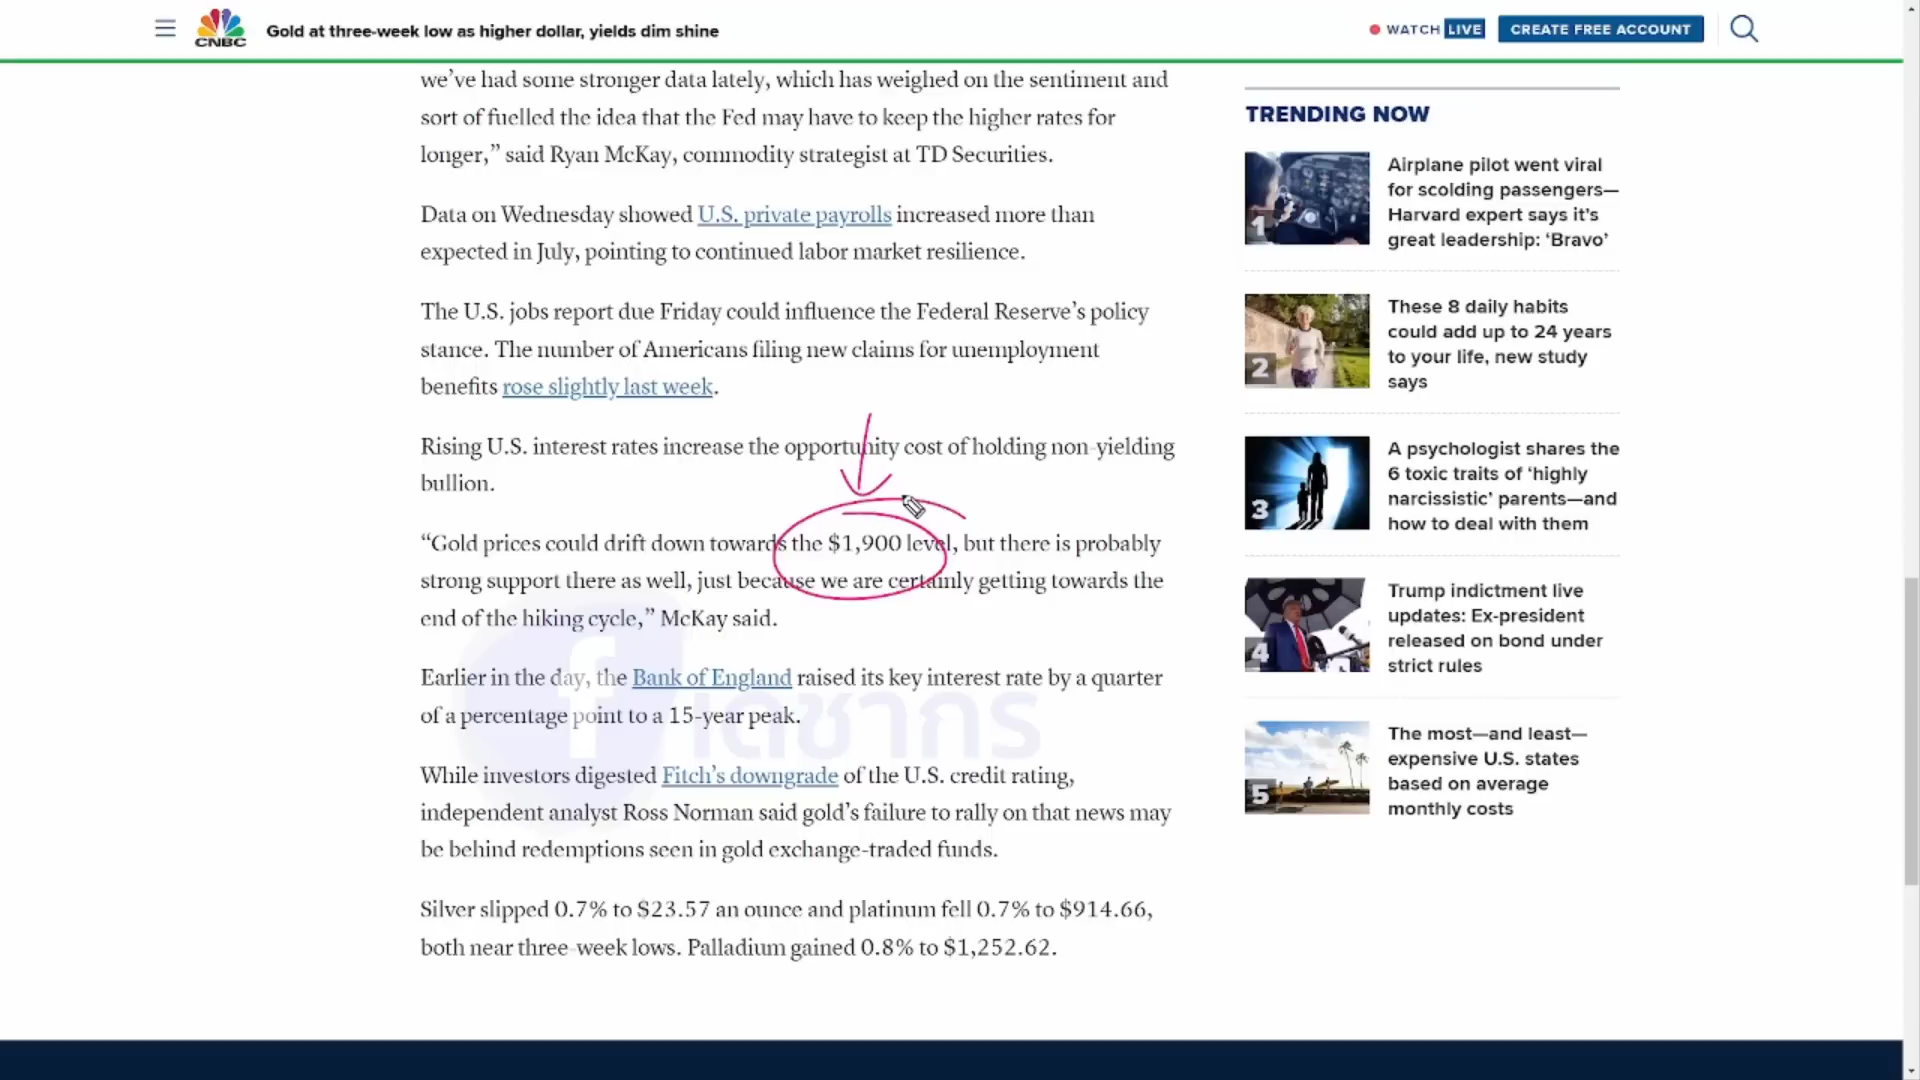 CNBC
Gold at three-week low as higher dollar, yields dim shine
WATCH LIVE
CREATE FREE ACCOUNT
we’ve had some stronger data lately, which has weighed on the sentiment and
sort of fuelled the idea that the Fed may have to keep the higher rates for
longer,” said Ryan McKay, commodity strategist at TD Securities.
Data on Wednesday showed U.S. private payrolls increased more than
expected in July, pointing to continued labor market resilience.
The U.S. jobs report due Friday could influence the Federal Reserve’s policy
stance. The number of Americans filing new claims for unemployment
benefits rose slightly last week.
Rising U.S. interest rates increase the opportunity cost of holding non-yielding
bullion.
“Gold prices could drift down towards the $1,900 level, but there is probably
strong support there as well, just because we are certainly getting towards the
end of the hiking cycle,” McKay said.
Earlier in the day, the Bank of England raised its key interest rate by a quarter
of a percentage point to a 15-year peak.
While investors digested Fitch’s downgrade of the U.S. credit rating,
independent analyst Ross Norman said gold’s failure to rally on that news may
be behind redemptions seen in gold exchange-traded funds.
Silver slipped 0.7% to $23.57 an ounce and platinum fell 0.7% to $914.66,
both near three-week lows. Palladium gained 0.8% to $1,252.62.
f เดชากร
TRENDING NOW
1
Airplane pilot went viral
for scolding passengers—
Harvard expert says it’s
great leadership: ‘Bravo’
2
These 8 daily habits
could add up to 24 years
to your life, new study
says
3
A psychologist shares the
6 toxic traits of ‘highly
narcissistic’ parents—and
how to deal with them
4
Trump indictment live
updates: Ex-president
released on bond under
strict rules
5
The most—and least—
expensive U.S. states
based on average
monthly costs